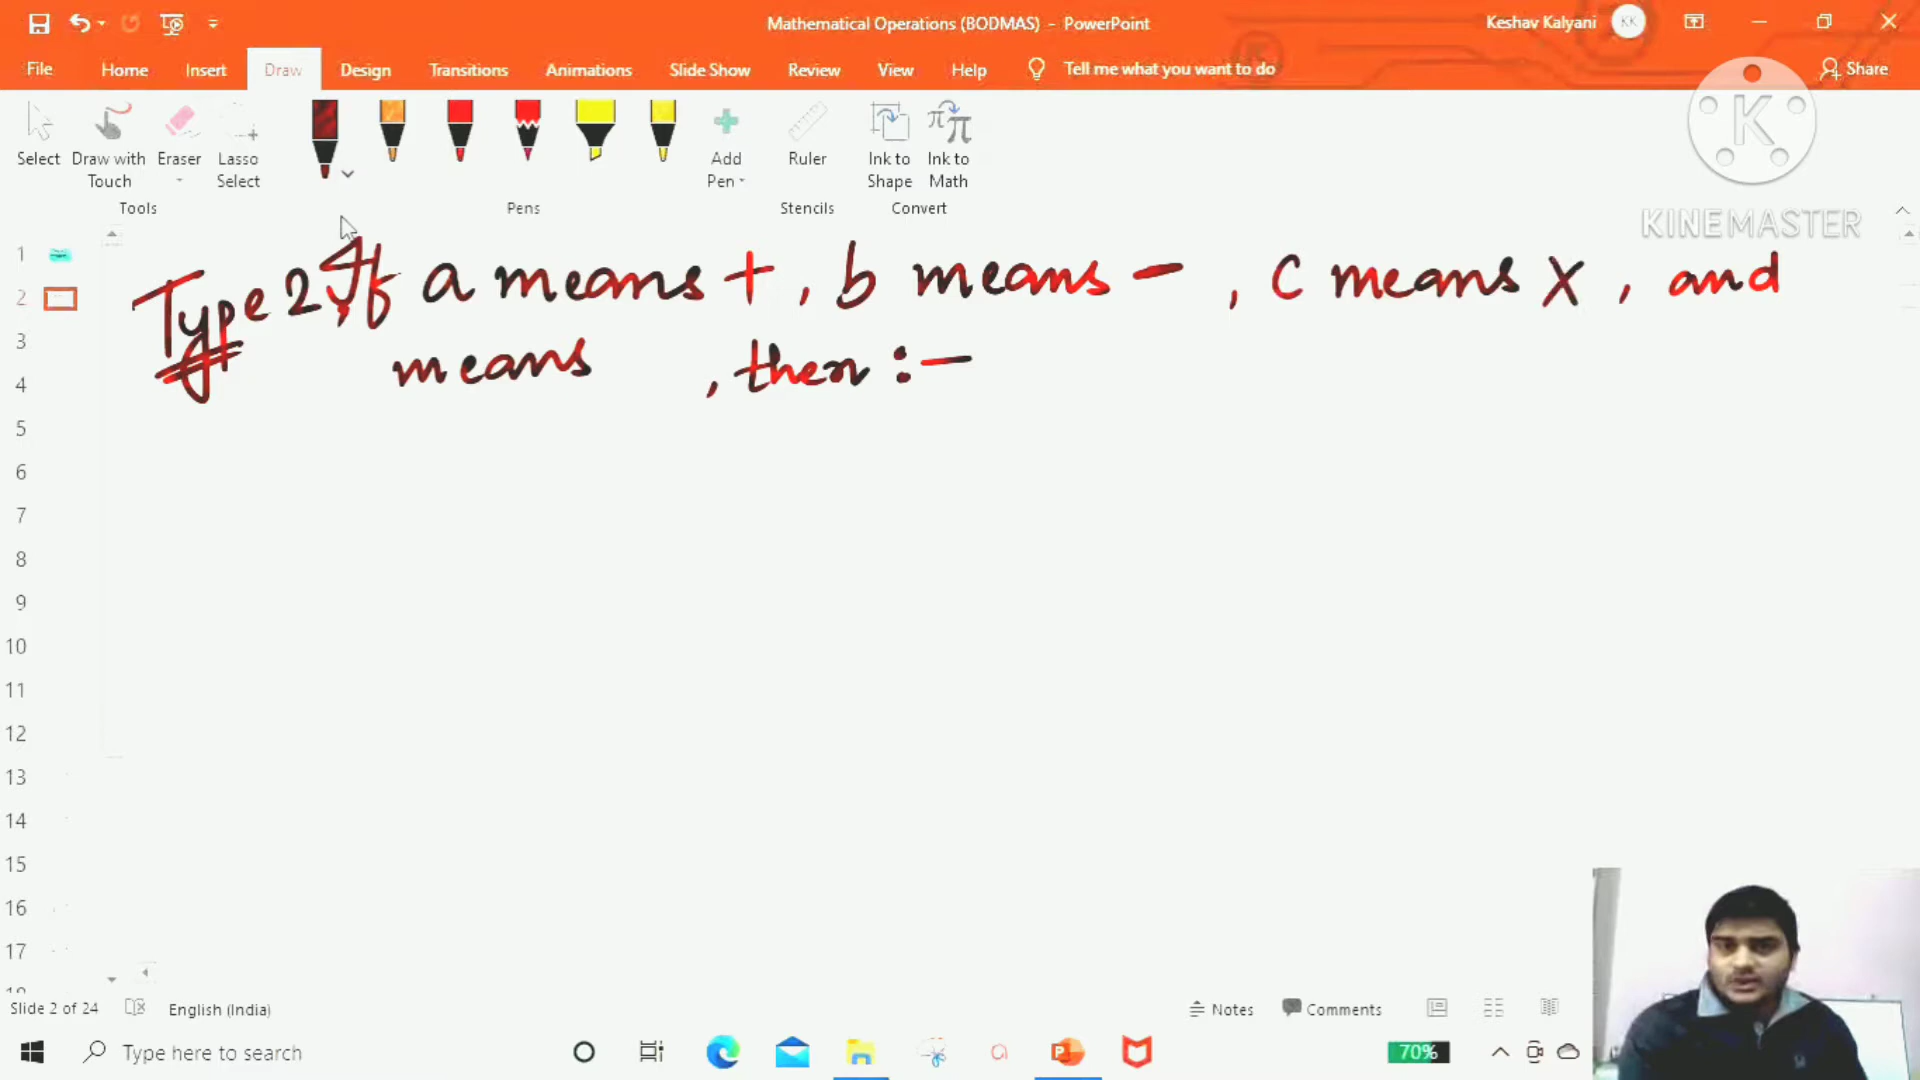 Mathematical Operations (BODMAS) - PowerPoint
Keshav Kalyani KK
File Home Insert Draw Design Transitions Animations Slide Show Review View Help Tell me what you want to do Share
Select Draw with Touch Eraser Lasso Select Add Pen Ruler Ink to Shape Ink to Math
Tools Pens Stencils Convert
K
KINEMASTER
Type 2 If a means + , b means - , c means x , and
means , then :-
1
2
3
4
5
6
7
8
9
10
11
12
13
14
15
16
17
Slide 2 of 24 English (India) Notes Comments
Type here to search 70%